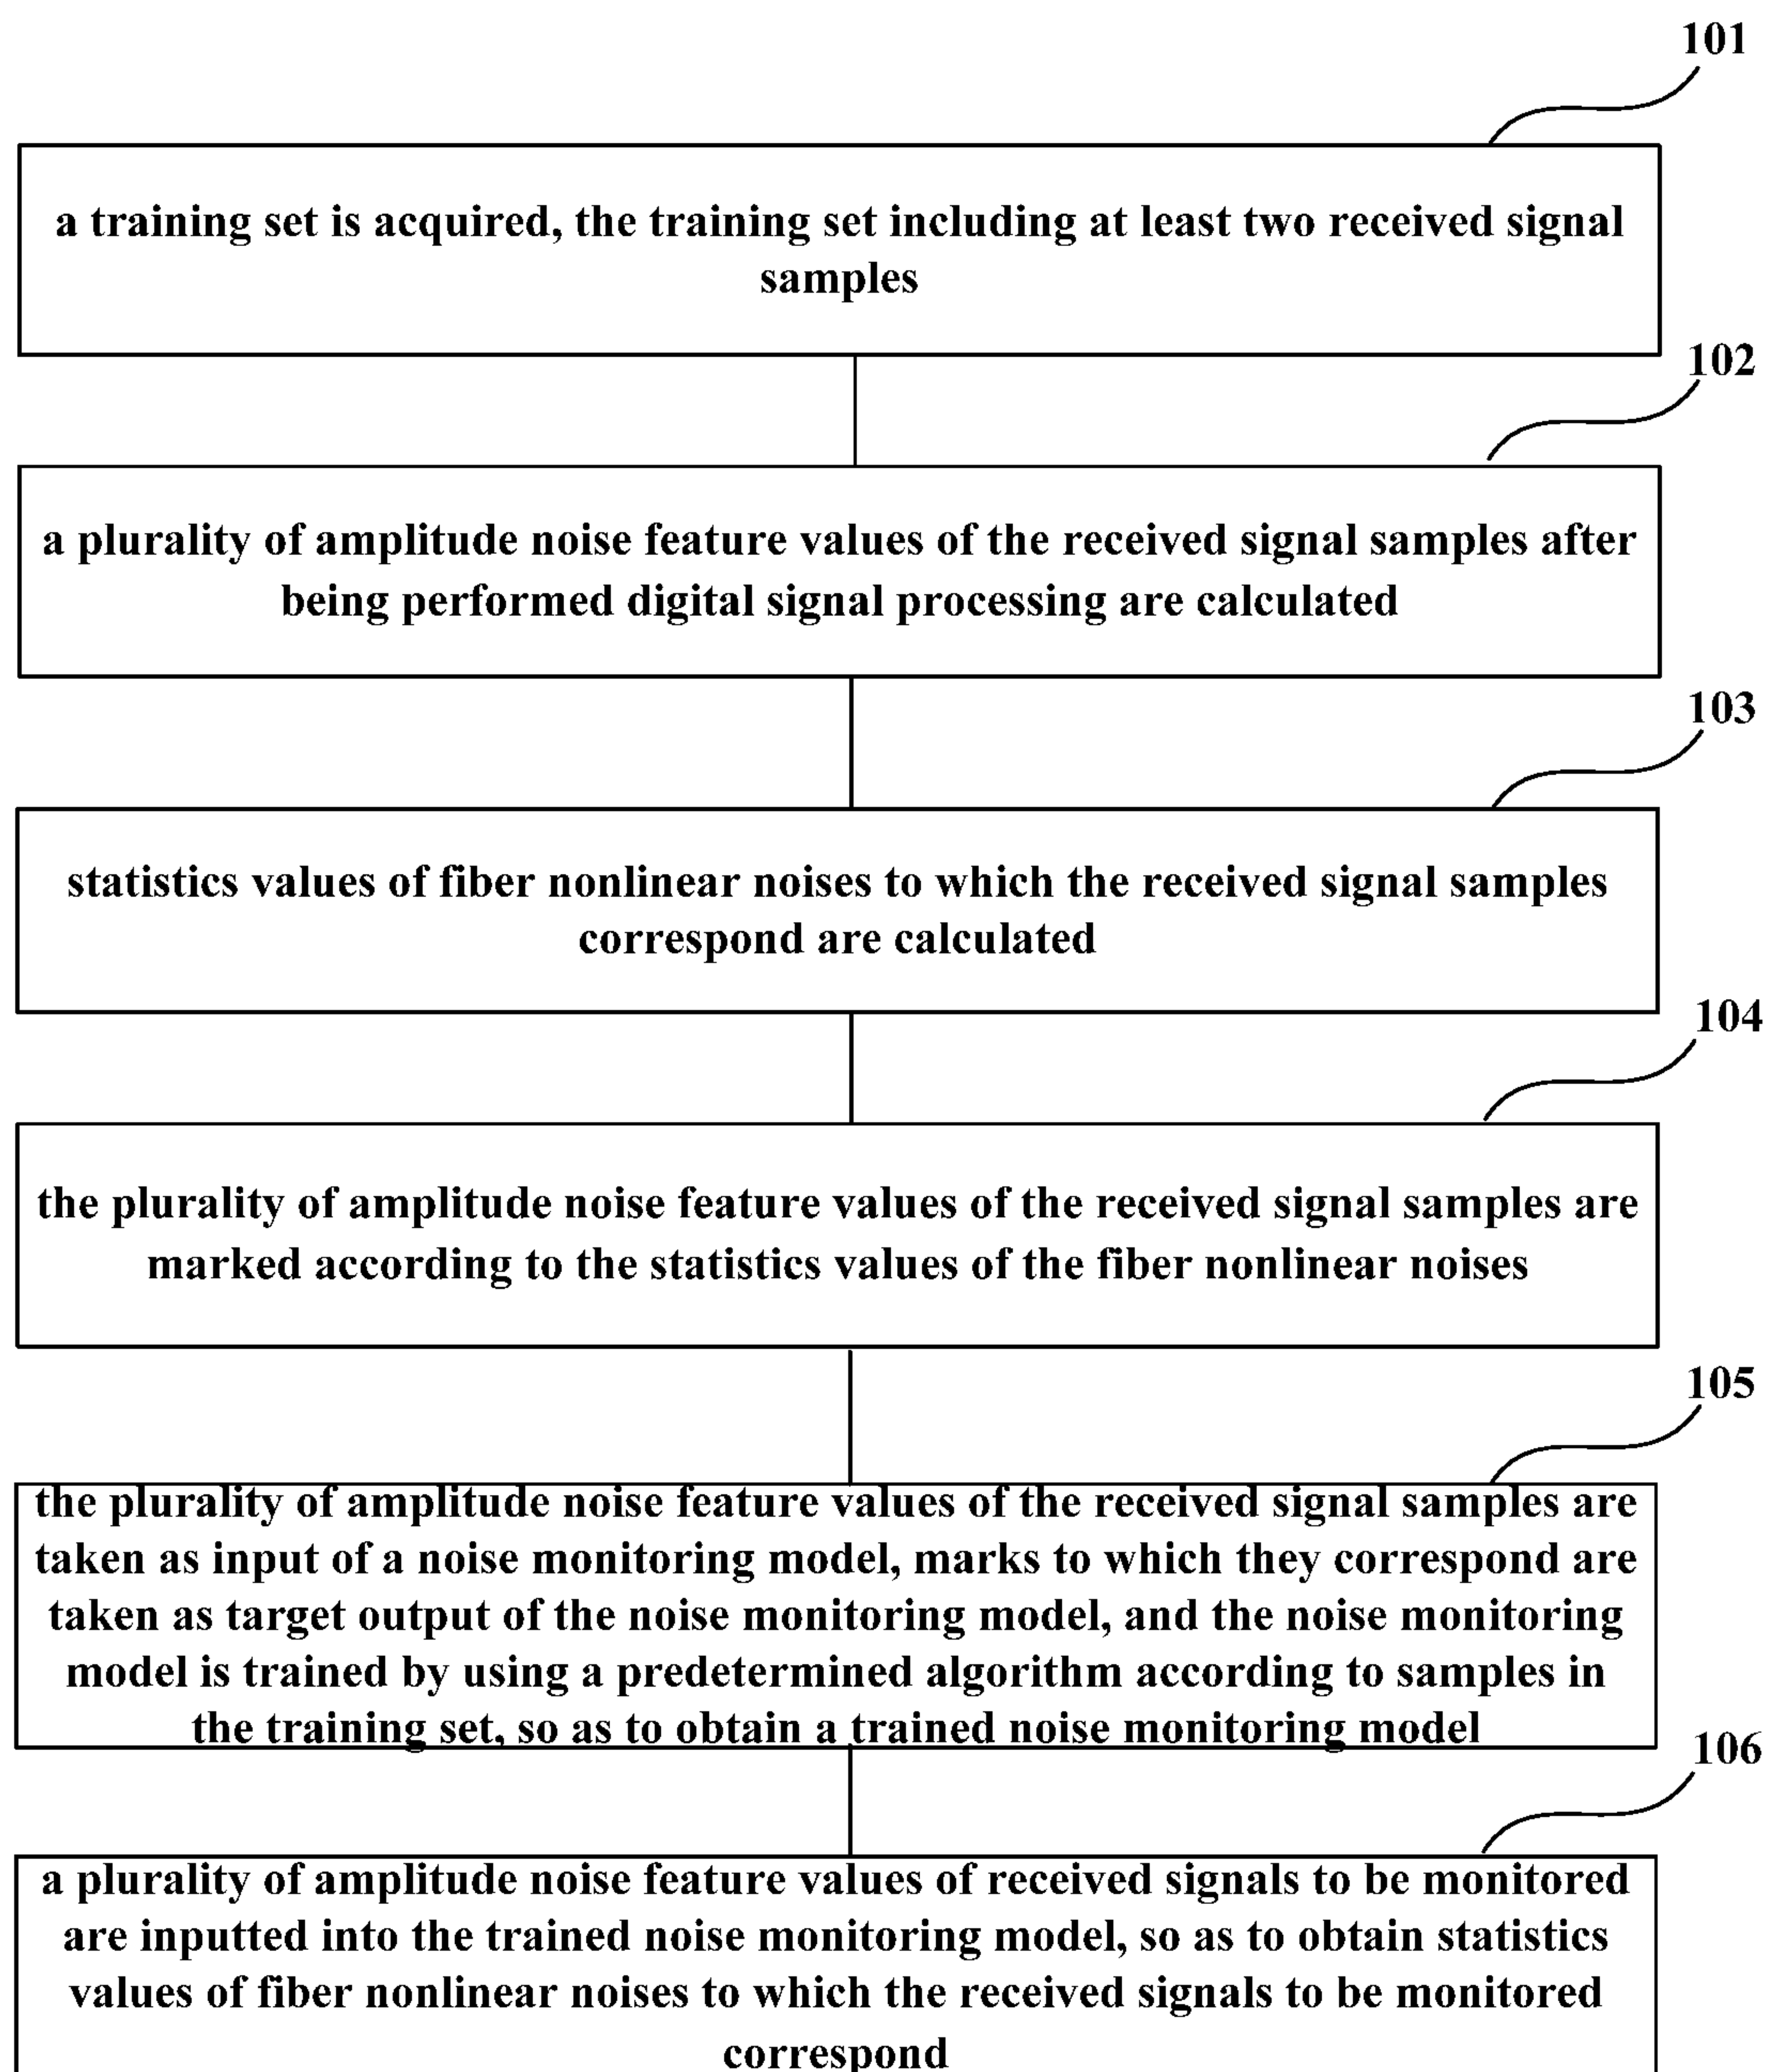 101
a training set is acquired, the training set including at least two received signal
samples
102
a plurality of amplitude noise feature values of the received signal samples after
being performed digital signal processing are calculated
103
statistics values of fiber nonlinear noises to which the received signal samples
correspond are calculated
104
the plurality of amplitude noise feature values of the received signal samples are
marked according to the statistics values of the fiber nonlinear noises
105
the plurality of amplitude noise feature values of the received signal samples are
taken as input of a noise monitoring model, marks to which they correspond are
taken as target output of the noise monitoring model, and the noise monitoring
model is trained by using a predetermined algorithm according to samples in
the training set, so as to obtain a trained noise monitoring model
106
a plurality of amplitude noise feature values of received signals to be monitored
are inputted into the trained noise monitoring model, so as to obtain statistics
values of fiber nonlinear noises to which the received signals to be monitored
correspond